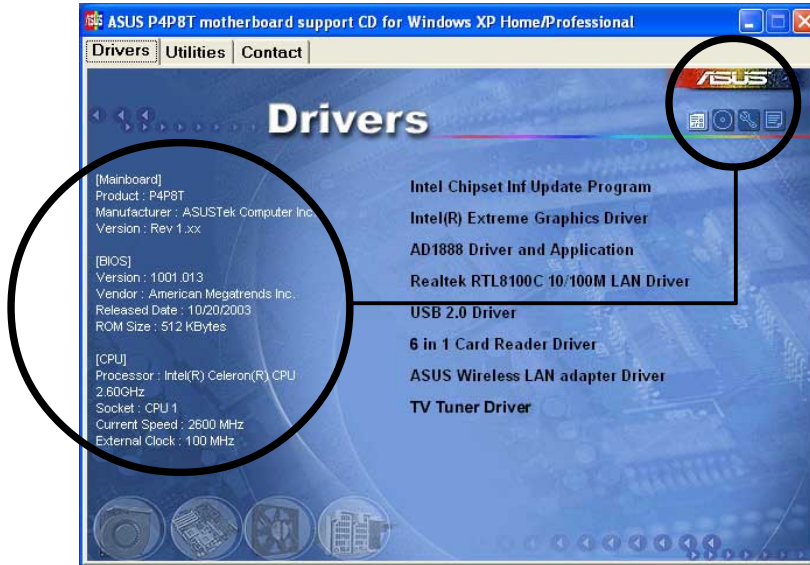 ASUS P4P8T motherboard support CD for Windows XP Home/Professional
Drivers Utilities Contact
ASUS
Drivers
[Mainboard]
Product : P4P8T
Manufacturer : ASUSTek Computer Inc.
Version : Rev 1.xx
[BIOS]
Version : 1001.013
Vendor : American Megatrends Inc.
Released Date : 10/20/2003
ROM Size : 512 KBytes
[CPU]
Processor : Intel(R) Celeron(R) CPU
2.60GHz
Socket : CPU 1
Current Speed : 2600 MHz
External Clock : 100 MHz
Intel Chipset Inf Update Program
Intel(R) Extreme Graphics Driver
AD1888 Driver and Application
Realtek RTL8100C 10/100M LAN Driver
USB 2.0 Driver
6 in 1 Card Reader Driver
ASUS Wireless LAN adapter Driver
TV Tuner Driver